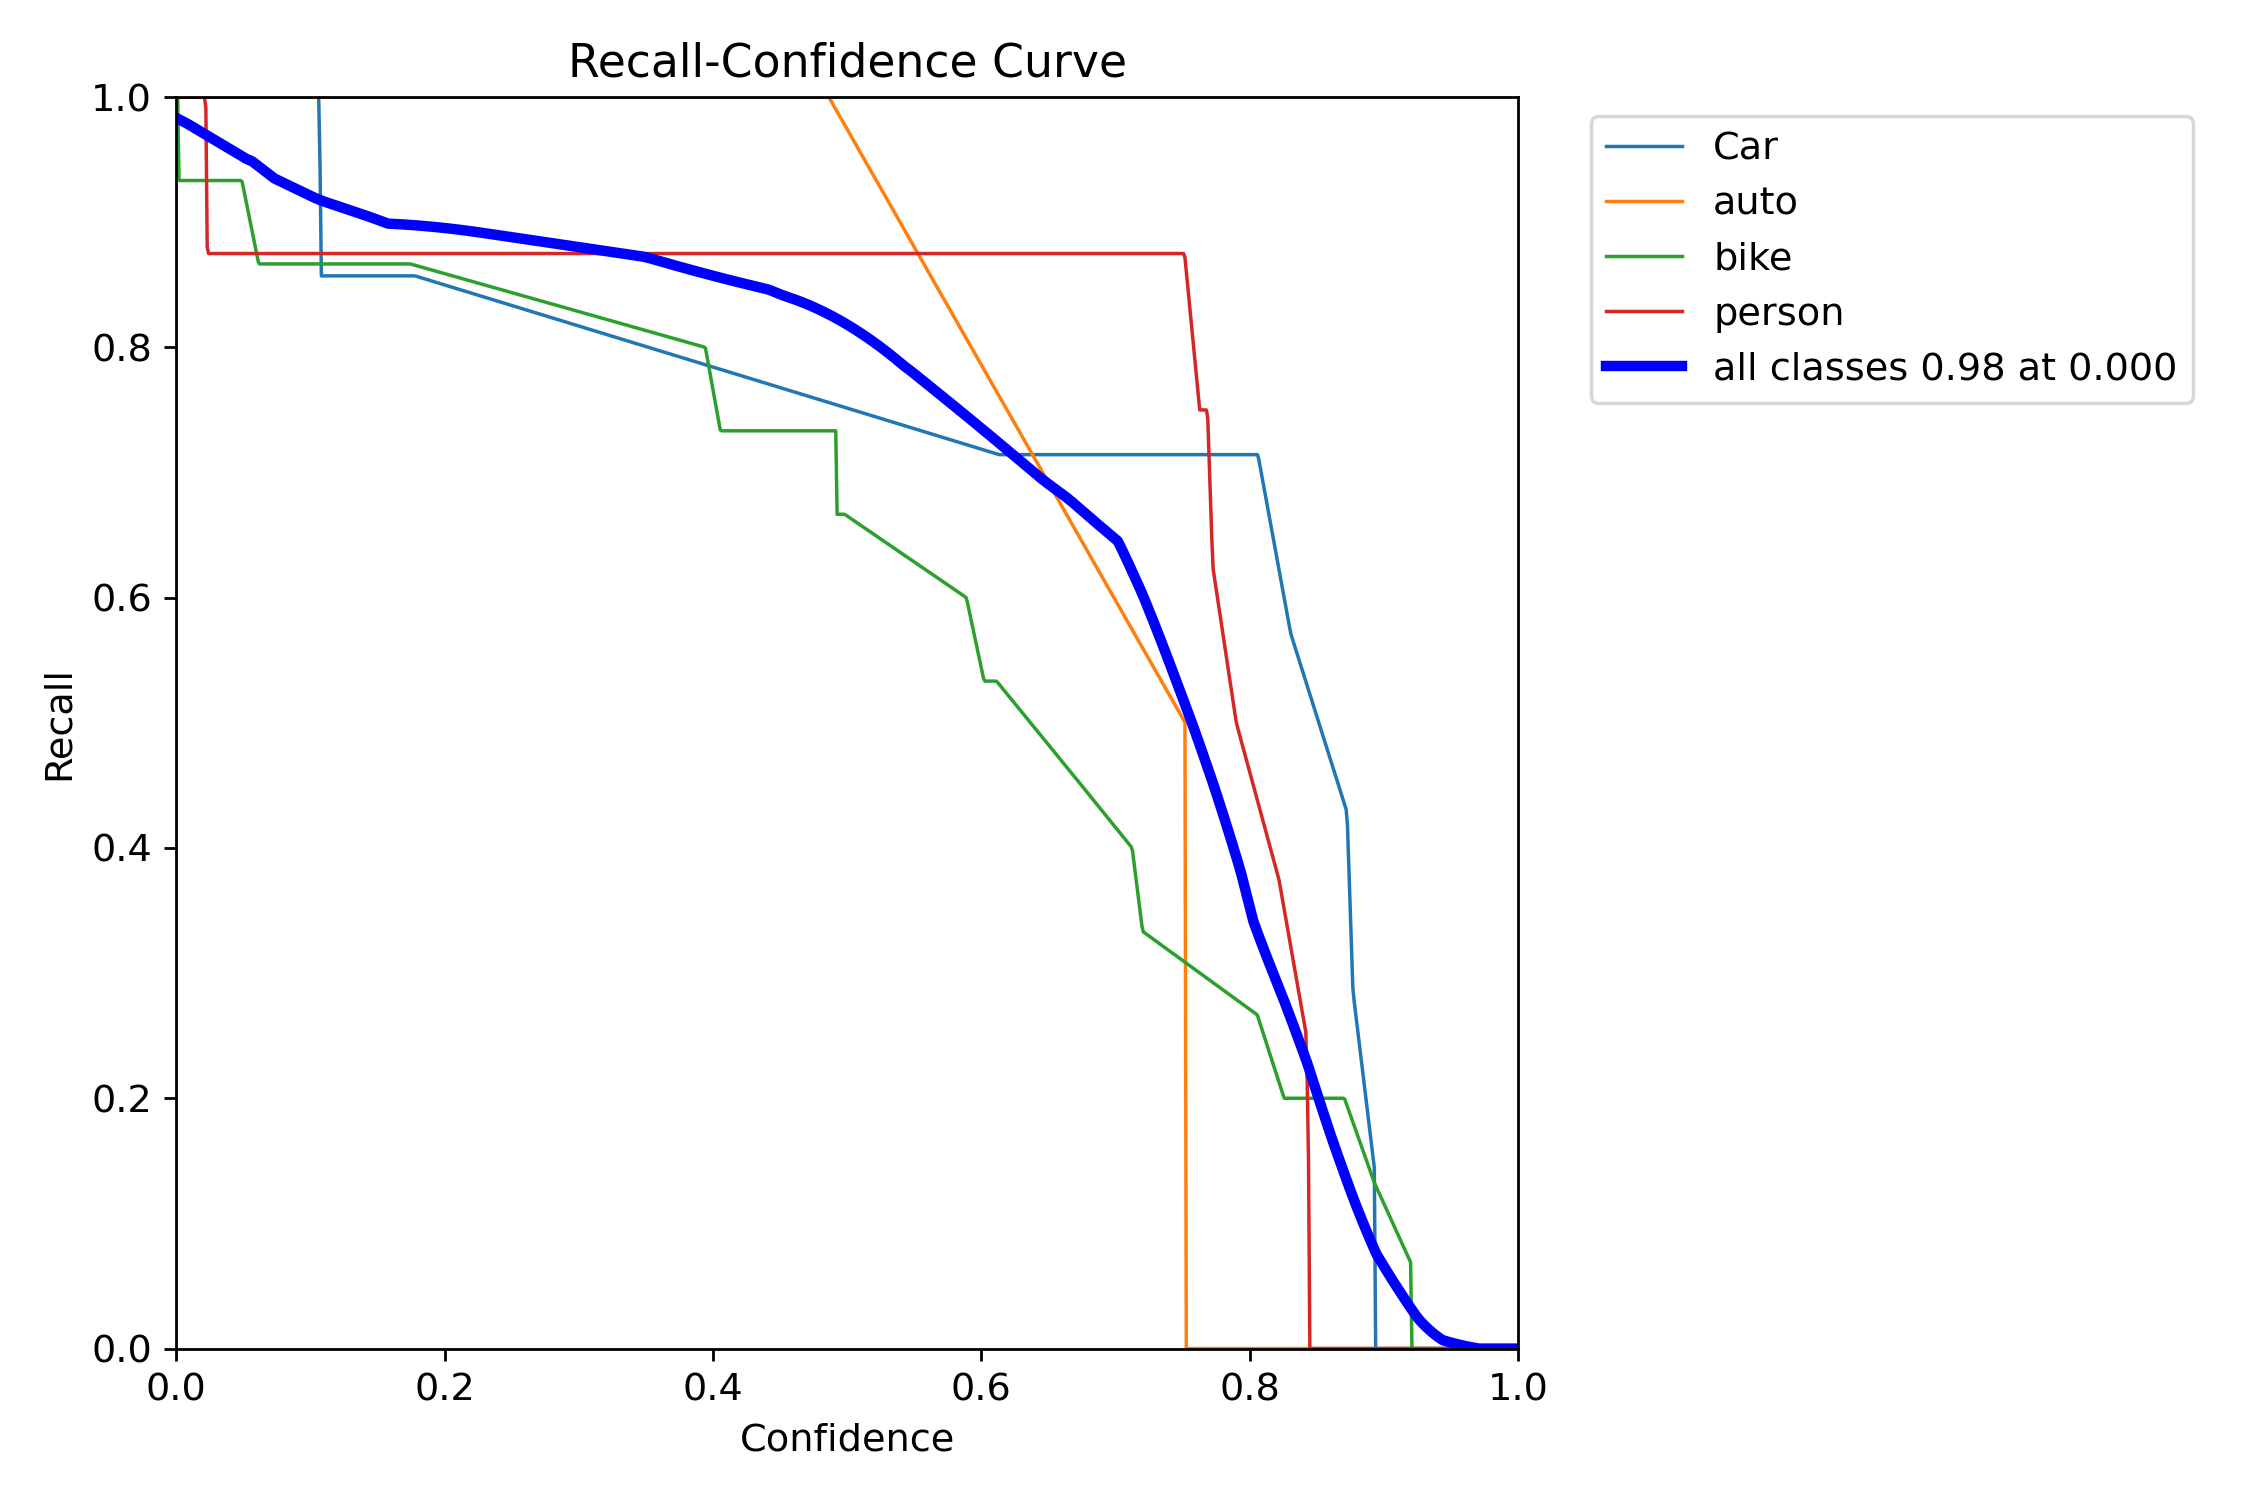 Recall-Confidence Curve
1.0
0.8
0.6
0.4
0.2
0.0
Recall
0.0 0.2 0.4 0.6 0.8 1.0
Confidence
Car
auto
bike
person
all classes 0.98 at 0.000